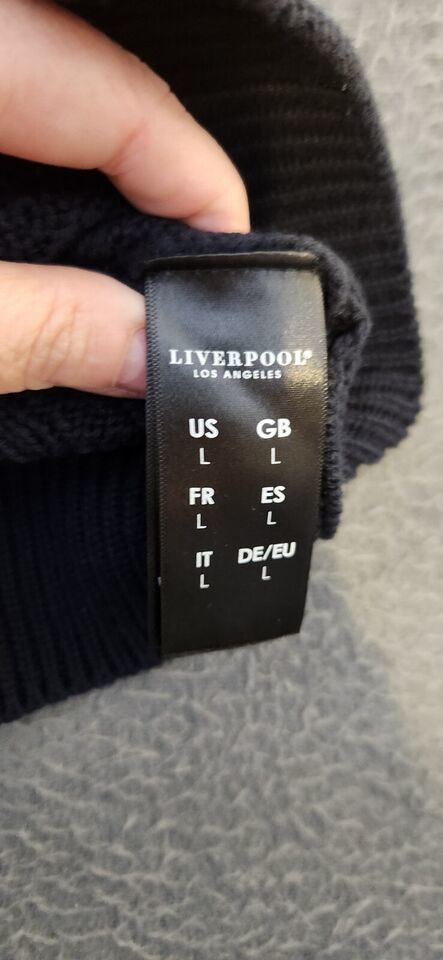 LIVERPOOL®
LOS ANGELES
US GB
L L
FR ES
L L
IT DE/EU
L L